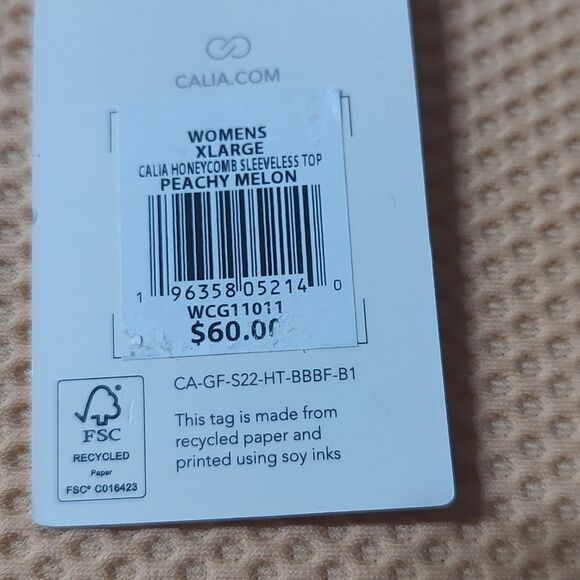 CALIA.COM
WOMENS
XLARGE
CALIA HONEYCOMB SLEEVELESS TOP
PEACHY MELON
1 96358 05214 0
WCG11011
$60.00
CA-GF-S22-HT-BBBF-B1
FSC
RECYCLED
Paper
FSC® C016423
This tag is made from
recycled paper and
printed using soy inks